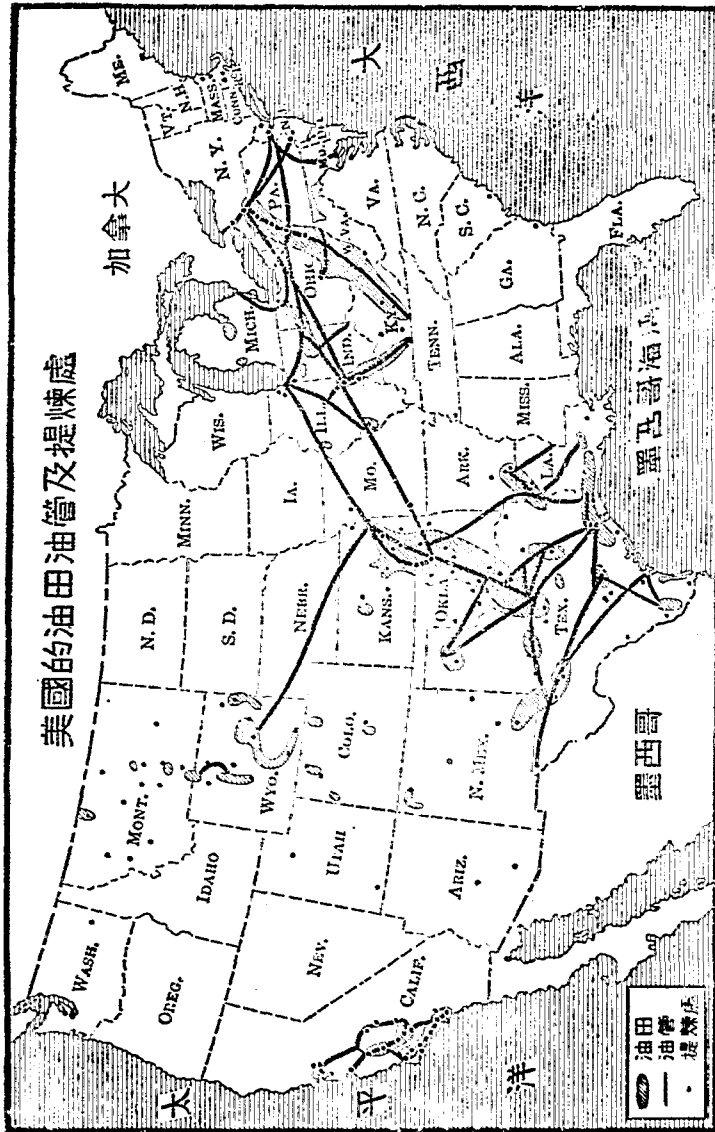 美國的油田油管及提煉處
加拿大
大西洋
太平洋
墨西哥
墨西哥海
WASH.
OREG.
CALIF.
NEV.
IDAHO
MONT.
WYO.
UTAH
ARIZ.
COLO.
N. MEX.
N. D.
S. D.
NEBR.
KANS.
OKLA
TEX.
MINN.
IA.
MO.
ARK.
LA.
WIS.
ILL.
MICH.
IND.
OHIO
KY.
TENN.
MISS.
ALA.
GA.
FLA.
S. C.
N. C.
VA.
W. VA.
PA.
N. Y.
VT.
N.H.
ME.
MASS.
CONN.
油田
油管
提煉處